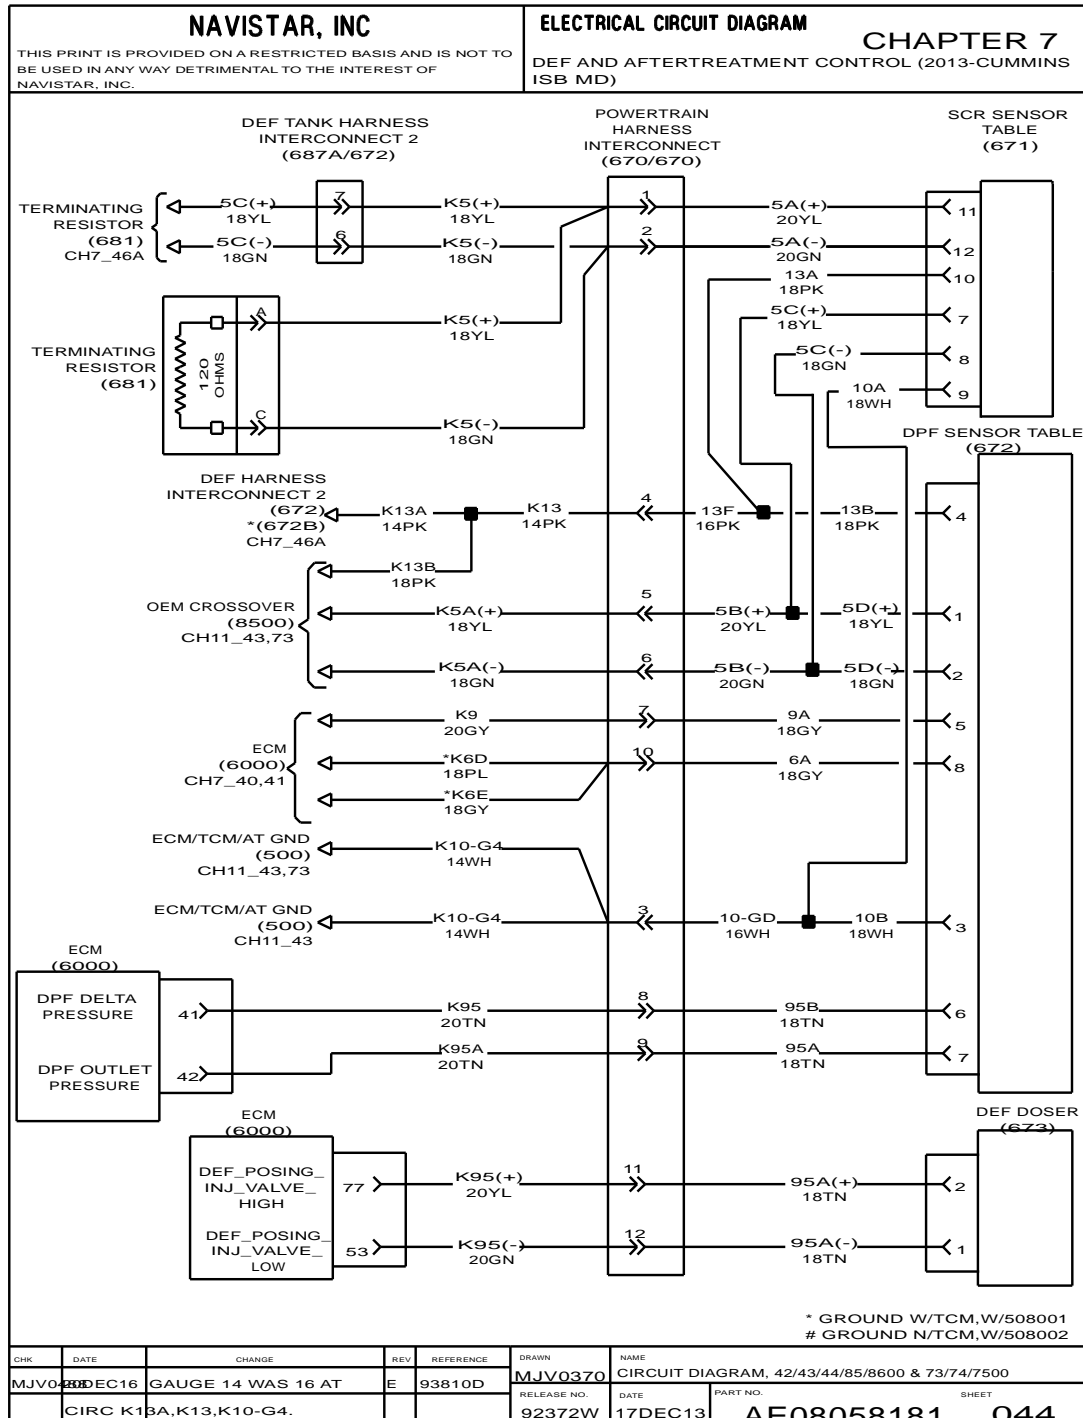 NAVISTAR, INC
THIS PRINT IS PROVIDED ON A RESTRICTED BASIS AND IS NOT TO
BE USED IN ANY WAY DETRIMENTAL TO THE INTEREST OF
NAVISTAR, INC.
ELECTRICAL CIRCUIT DIAGRAM
CHAPTER 7
DEF AND AFTERTREATMENT CONTROL (2013-CUMMINS
ISB MD)
DEF TANK HARNESS
INTERCONNECT 2
(687A/672)
POWERTRAIN
HARNESS
INTERCONNECT
(670/670)
SCR SENSOR
TABLE
(671)
TERMINATING
RESISTOR
(681)
CH7_46A
5C(+)
18YL
7
K5(+)
18YL
1
5A(+)
20YL
11
5C(-)
18GN
6
K5(-)
18GN
2
5A(-)
20GN
12
13A
18PK
10
5C(+)
18YL
7
5C(-)
18GN
8
10A
18WH
9
TERMINATING
RESISTOR
(681)
120
OHMS
A
K5(+)
18YL
C
K5(-)
18GN
DPF SENSOR TABLE
(672)
DEF HARNESS
INTERCONNECT 2
(672)
*(672B)
CH7_46A
K13A
14PK
K13
14PK
4
13F
16PK
13B
18PK
4
K13B
18PK
OEM CROSSOVER
(8500)
CH11_43,73
K5A(+)
18YL
5
5B(+)
20YL
5D(+)
18YL
1
K5A(-)
18GN
6
5B(-)
20GN
5D(-)
18GN
2
ECM
(6000)
CH7_40,41
K9
20GY
7
9A
18GY
5
*K6D
18PL
10
6A
18GY
8
*K6E
18GY
ECM/TCM/AT GND
(500)
CH11_43,73
K10-G4
14WH
ECM/TCM/AT GND
(500)
CH11_43
K10-G4
14WH
3
10-GD
16WH
10B
18WH
3
ECM
(6000)
DPF DELTA
PRESSURE
41
K95
20TN
8
95B
18TN
6
DPF OUTLET
PRESSURE
42
K95A
20TN
9
95A
18TN
7
ECM
(6000)
DEF DOSER
(673)
DEF_POSING_
INJ_VALVE_
HIGH
77
K95(+)
20YL
11
95A(+)
18TN
2
DEF_POSING_
INJ_VALVE_
LOW
53
K95(-)
20GN
12
95A(-)
18TN
1
* GROUND W/TCM,W/508001
# GROUND N/TCM,W/508002
CHK DATE CHANGE REV REFERENCE
DEC16 GAUGE 14 WAS 16 AT E 93810D
CIRC K13A,K13,K10-G4.
DRAWN
MJV0370
NAME
CIRCUIT DIAGRAM, 42/43/44/85/8600 & 73/74/7500
RELEASE NO.
92372W
DATE
17DEC13
PART NO.
AE08058181
SHEET
044